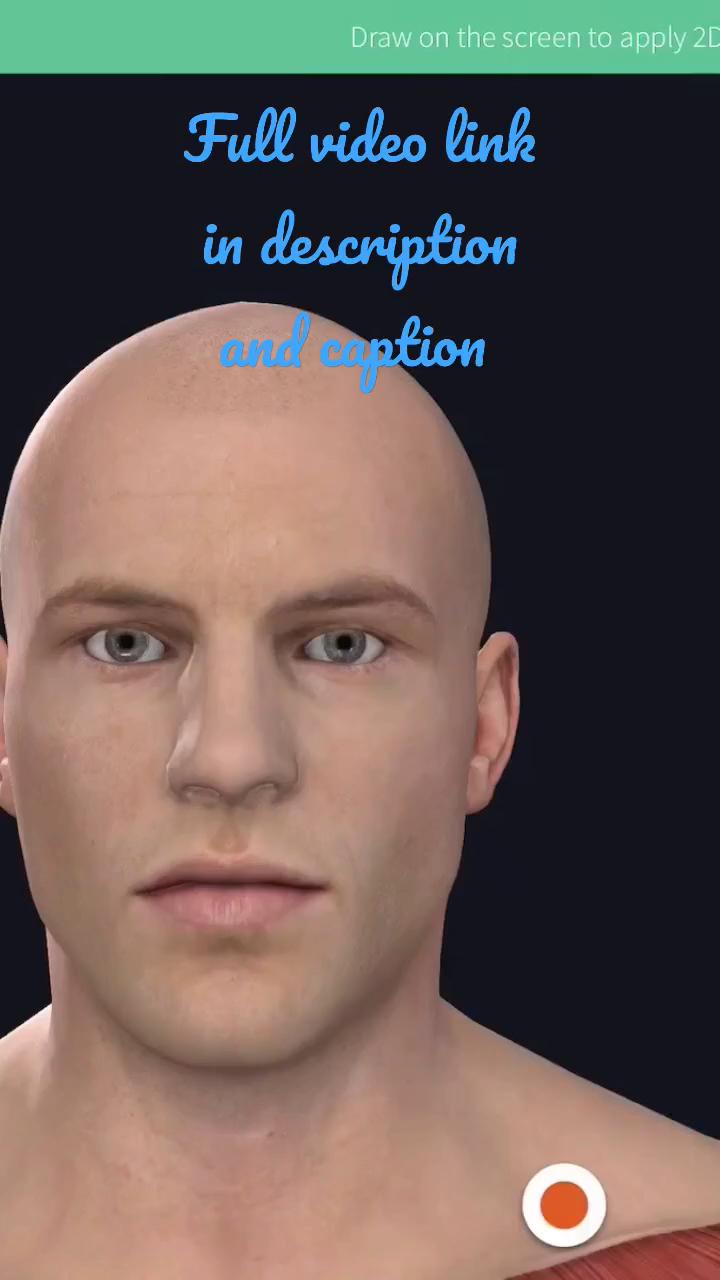 Draw on the screen to apply 2D
Full video link
in description
and caption